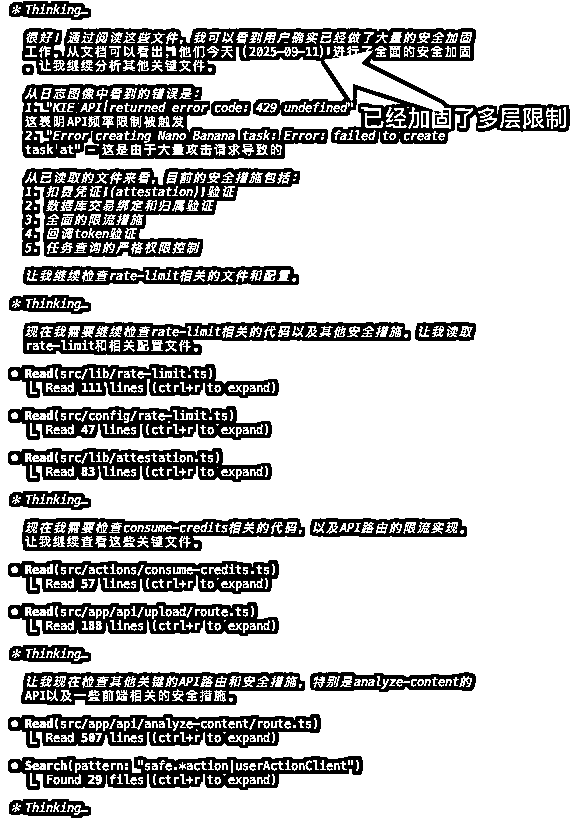 ✻ Thinking…
很好！通过阅读这些文件，我可以看到用户确实已经做了大量的安全加固
工作。从文档可以看出，他们今天 (2025-09-11) 进行了全面的安全加固
。让我继续分析其他关键文件。
从日志图像中看到的错误是：
1. "KIE API returned error code: 429 undefined"
这表明API频率限制被触发
2. "Error creating Nano Banana task: Error: failed to create
task at" - 这是由于大量攻击请求导致的
已经加固了多层限制
从已读取的文件来看，目前的安全措施包括：
1. 扣费凭证 (attestation) 验证
2. 数据库交易绑定和归属验证
3. 全面的限流措施
4. 回调token验证
5. 任务查询的严格权限控制
让我继续检查rate-limit相关的文件和配置。
✻ Thinking…
现在我需要继续检查rate-limit相关的代码以及其他安全措施。让我读取
rate-limit和相关配置文件。
● Read(src/lib/rate-limit.ts)
⎿ Read 111 lines (ctrl+r to expand)
● Read(src/config/rate-limit.ts)
⎿ Read 47 lines (ctrl+r to expand)
● Read(src/lib/attestation.ts)
⎿ Read 83 lines (ctrl+r to expand)
✻ Thinking…
现在我需要检查consume-credits相关的代码，以及API路由的限流实现。
让我继续查看这些关键文件。
● Read(src/actions/consume-credits.ts)
⎿ Read 57 lines (ctrl+r to expand)
● Read(src/app/api/upload/route.ts)
⎿ Read 188 lines (ctrl+r to expand)
✻ Thinking…
让我现在检查其他关键的API路由和安全措施，特别是analyze-content的
API以及一些前端相关的安全措施。
● Read(src/app/api/analyze-content/route.ts)
⎿ Read 507 lines (ctrl+r to expand)
● Search(pattern: "safe.*action|userActionClient")
⎿ Found 29 files (ctrl+r to expand)
✻ Thinking…